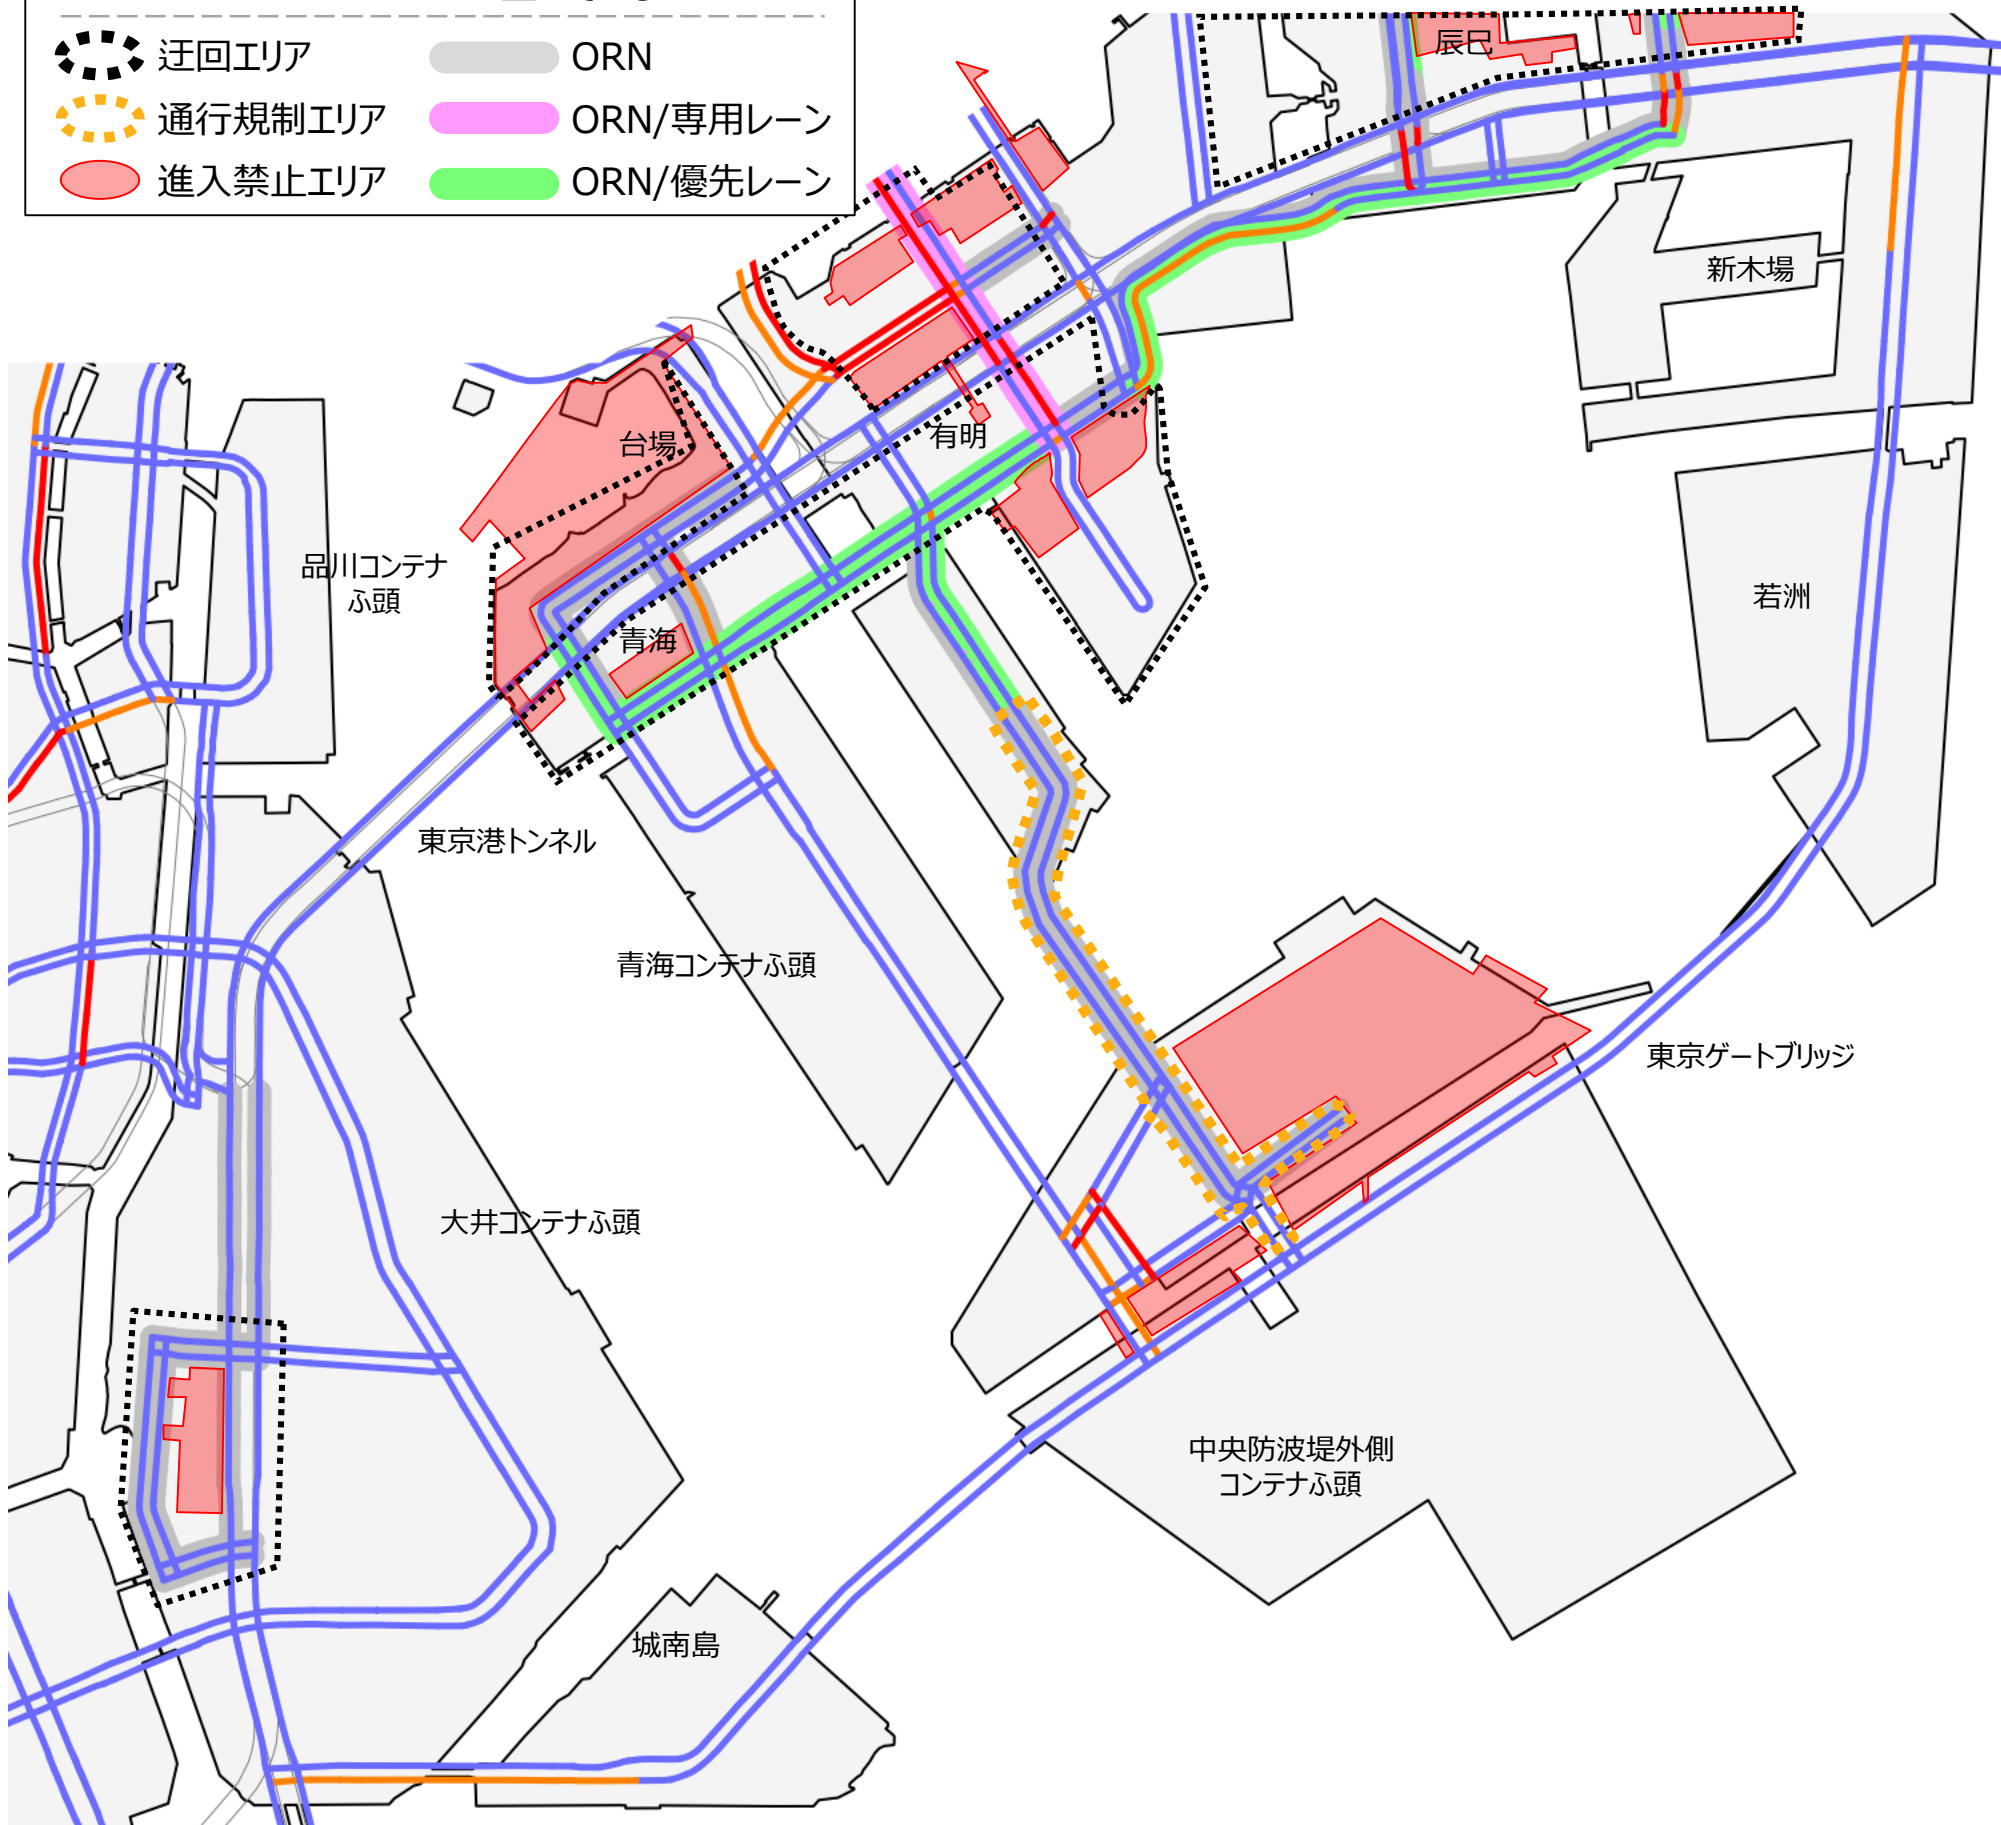 迂回エリア
ORN
通行規制エリア
ORN/専用レーン
進入禁止エリア
ORN/優先レーン
辰巳
新木場
台場
有明
品川コンテナ
ふ頭
若洲
青海
東京港トンネル
青海コンテナふ頭
東京ゲートブリッジ
大井コンテナふ頭
中央防波堤外側
コンテナふ頭
城南島